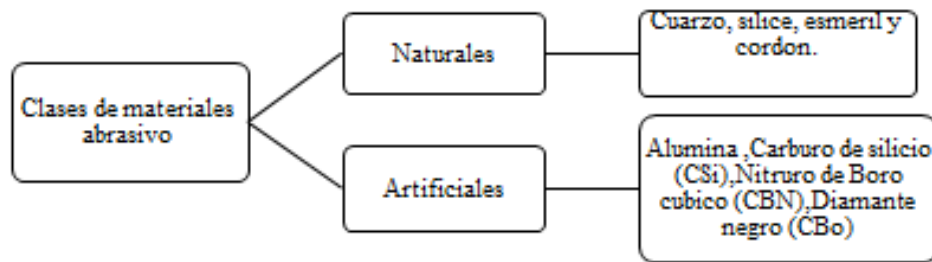 Clases de materiales
abrasivo
Naturales
Cuarzo, silice, esmeril y
cordon.
Artificiales
Alumina ,Carburo de silicio
(CSi),Nitruro de Boro
cubico (CBN),Diamante
negro (CBo)